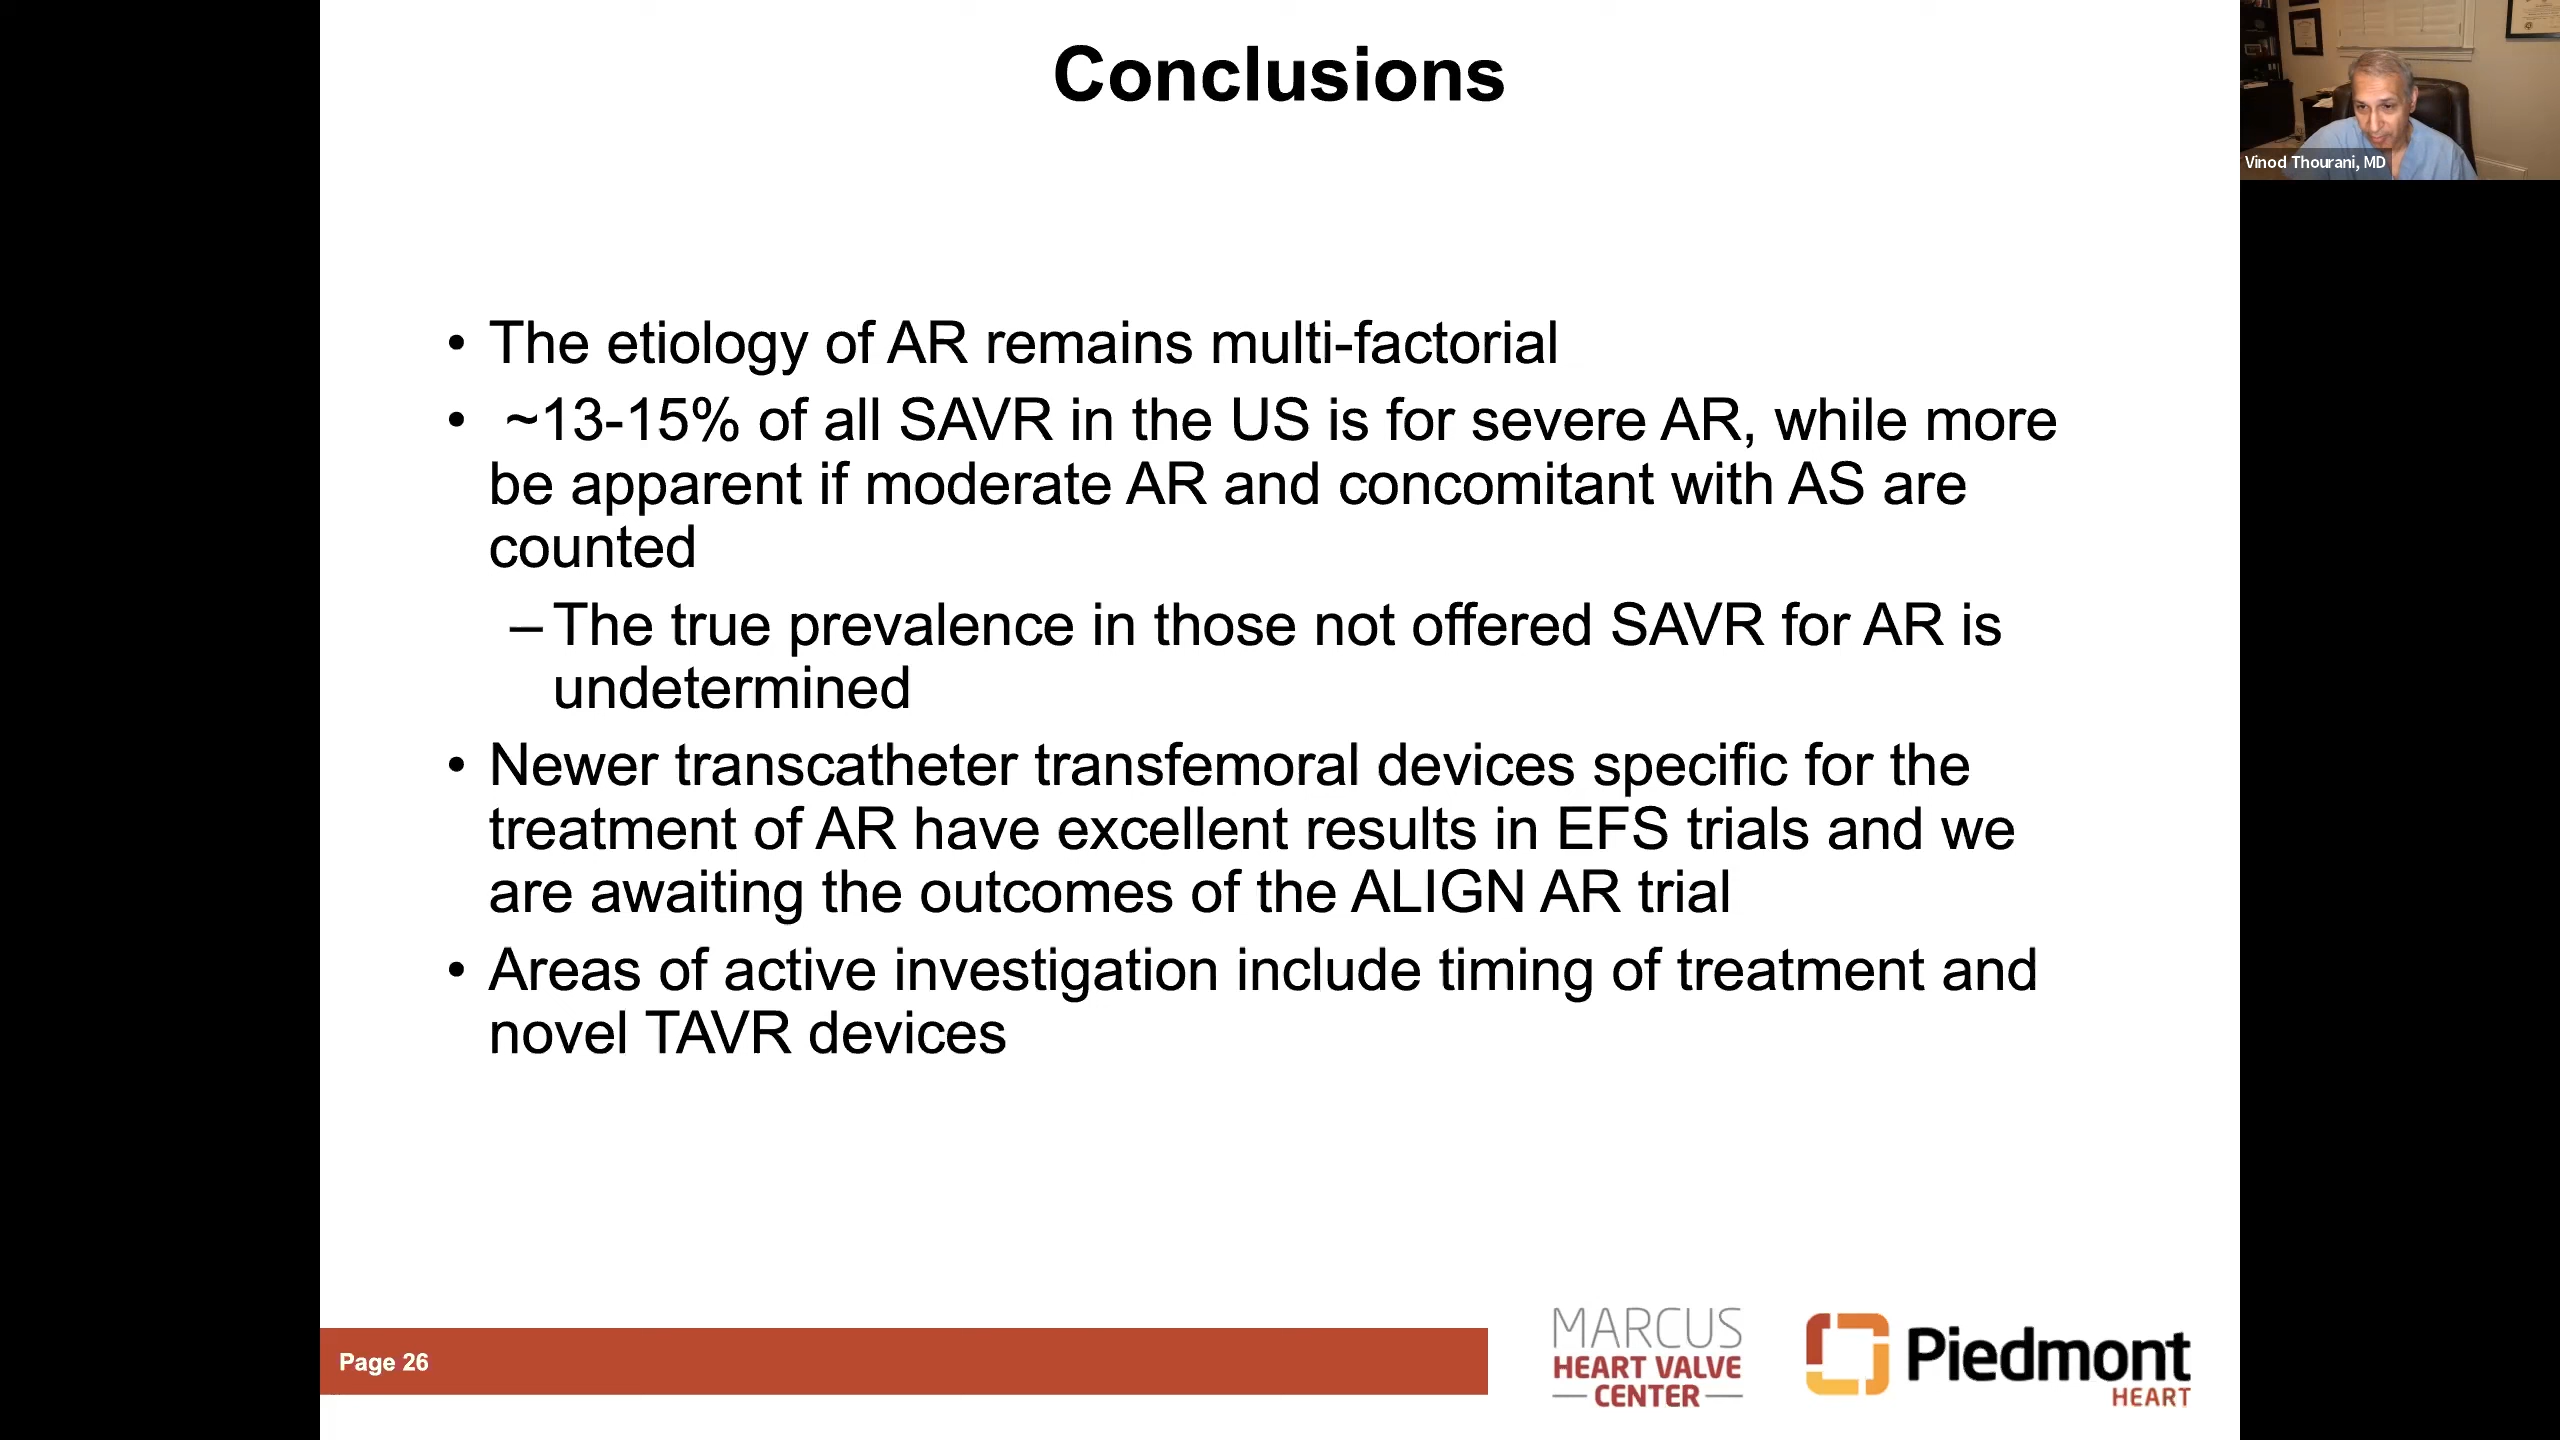 Conclusions
Vinod Thourani, MD
• The etiology of AR remains multi-factorial
• ~13-15% of all SAVR in the US is for severe AR, while more
be apparent if moderate AR and concomitant with AS are
counted
– The true prevalence in those not offered SAVR for AR is
undetermined
• Newer transcatheter transfemoral devices specific for the
treatment of AR have excellent results in EFS trials and we
are awaiting the outcomes of the ALIGN AR trial
• Areas of active investigation include timing of treatment and
novel TAVR devices
Page 26
MARCUS
HEART VALVE
CENTER
Piedmont
HEART